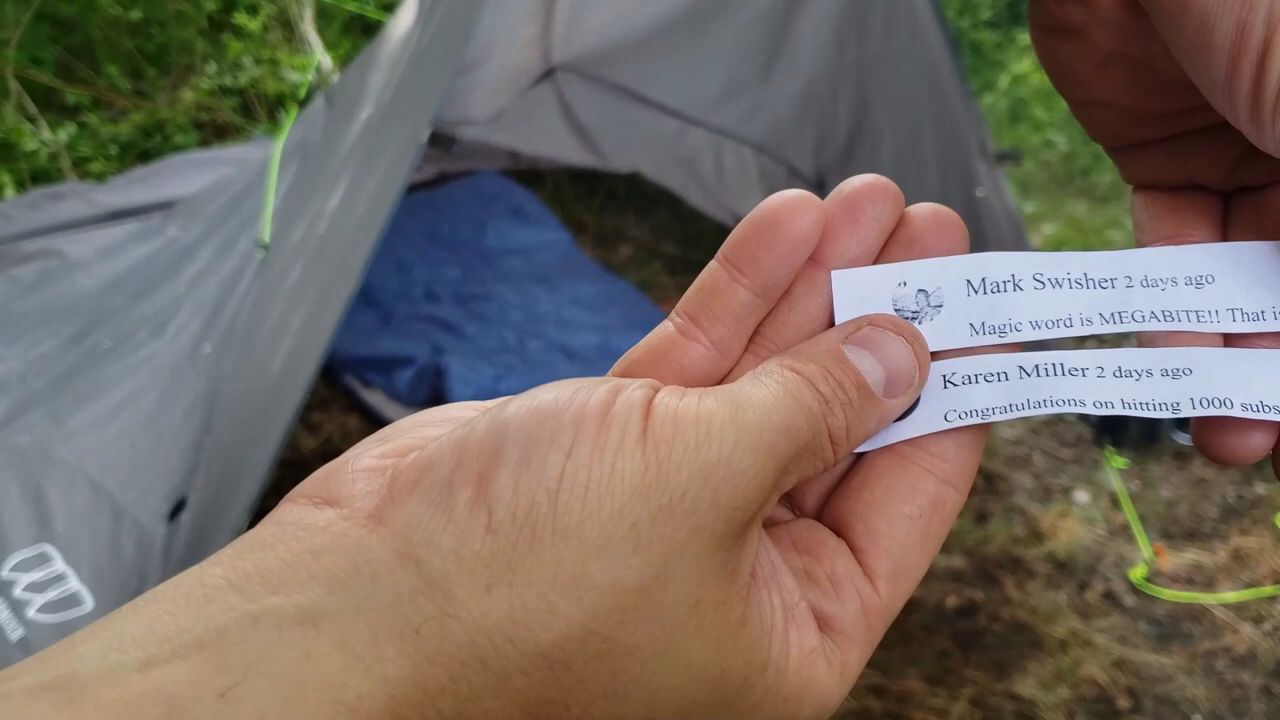 Mark Swisher 2 days ago
Magic word is MEGABITE!! That
Karen Miller 2 days ago
Congratulations on hitting 1000 subs